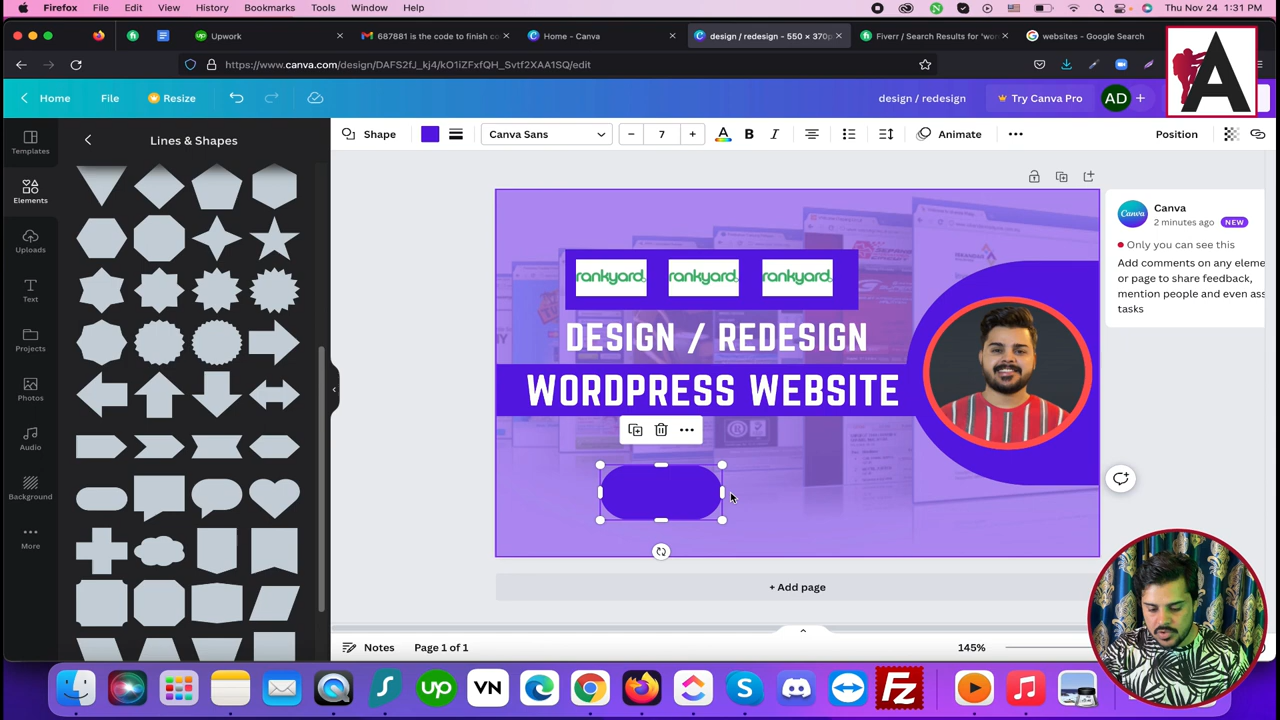 Firefox File Edit View History Bookmarks Tools Window Help Thu Nov 24 1:31 PM
Upwork
687881 is the code to finish co
Home - Canva
design / redesign - 550 × 370p
Fiverr / Search Results for 'wor
websites - Google Search
https://www.canva.com/design/DAFS2fJ_kj4/kO1iZFxfQH_Svtf2XAA1SQ/edit
A
Home File Resize design / redesign Try Canva Pro AD
Lines & Shapes
Shape Canva Sans 7 A B I Animate Position
Templates
Elements
Uploads
Text
Projects
Photos
Audio
Background
More
rankyard rankyard rankyard
DESIGN / REDESIGN
WORDPRESS WEBSITE
Canva
2 minutes ago NEW
Only you can see this
Add comments on any eleme
or page to share feedback,
mention people and even ass
tasks
+ Add page
Notes Page 1 of 1 145%
up VN Fz